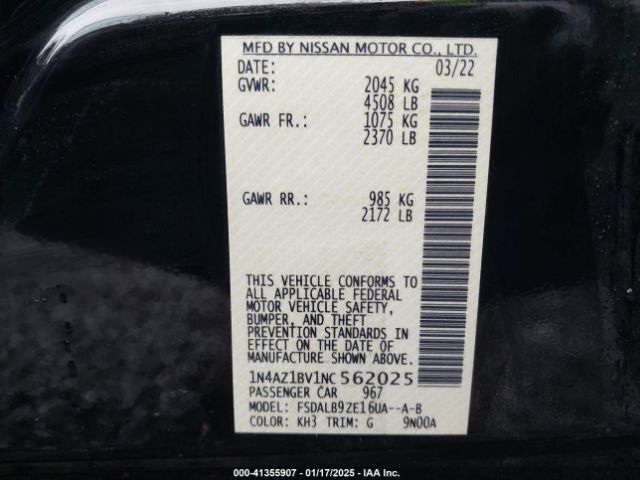 MFD BY NISSAN MOTOR CO., LTD.
DATE: 03/22
GVWR: 2045 KG
4508 LB
GAWR FR.: 1075 KG
2370 LB
GAWR RR.: 985 KG
2172 LB
THIS VEHICLE CONFORMS TO
ALL APPLICABLE FEDERAL
MOTOR VEHICLE SAFETY,
BUMPER, AND THEFT
PREVENTION STANDARDS IN
EFFECT ON THE DATE OF
MANUFACTURE SHOWN ABOVE.
1N4AZ1BV1NC562025
PASSENGER CAR 967
MODEL: FSDALB9ZE16UA--A-B
COLOR: KH3 TRIM: G 9N00A
000-41355907 - 01/17/2025 - IAA Inc.